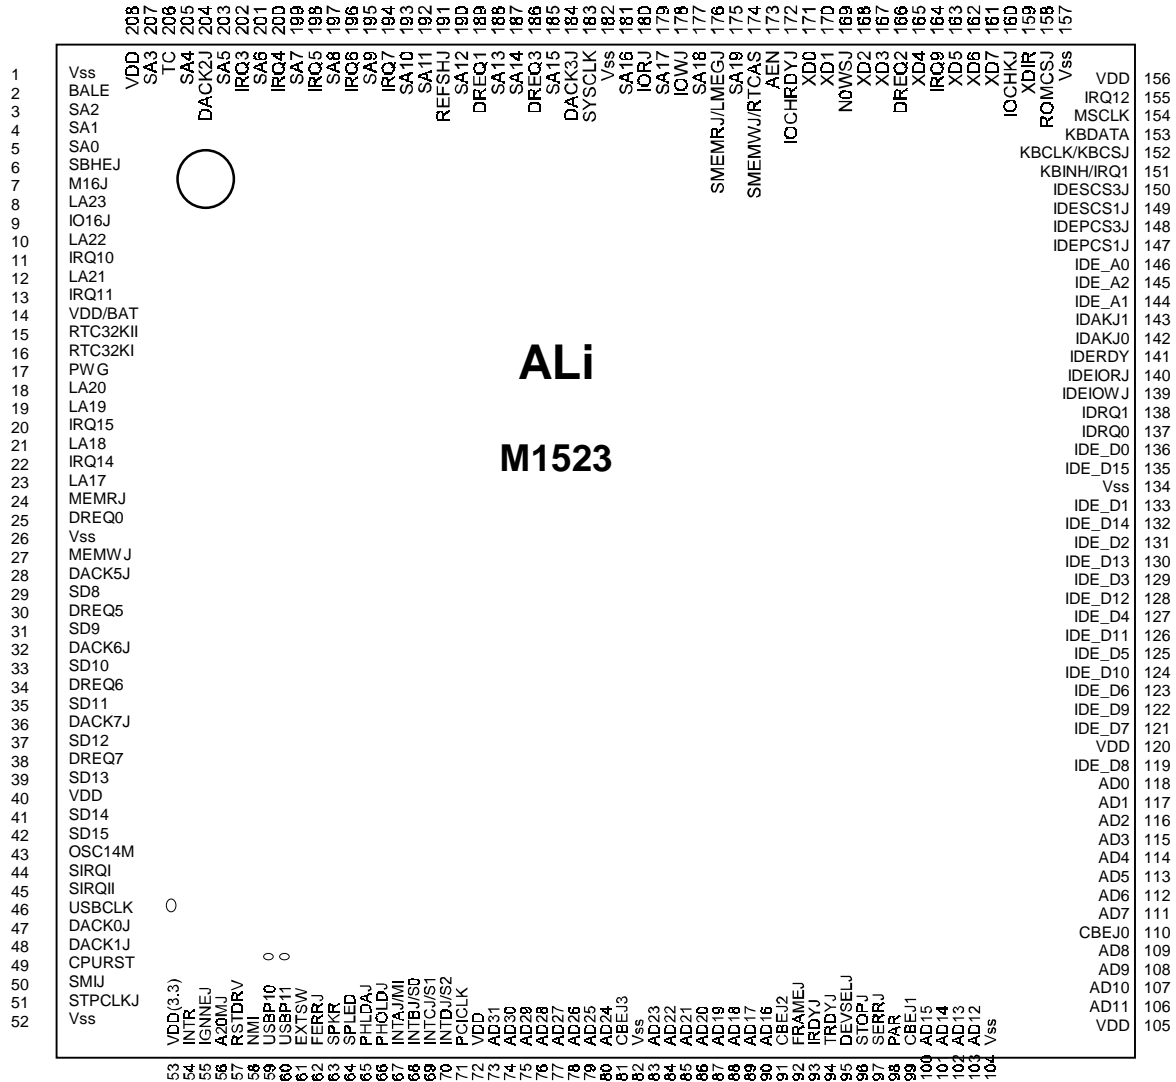 208 VDD
207 SA3
206 TC
205 SA4
204 DACK2J
203 SA5
202 IRQ3
201 SA6
200 IRQ4
199 SA7
198 IRQ5
197 SA8
196 IRQ6
195 SA9
194 IRQ7
193 SA10
192 SA11
191 REFSHJ
190 SA12
189 DREQ1
188 SA13
187 SA14
186 DREQ3
185 SA15
184 DACK3J
183 SYSCLK
182 Vss
181 SA16
180 IORJ
179 SA17
178 IOWJ
177 SA18
176 SMEMRJ/LMEGJ
175 SA19
174 SMEMWJ/RTCAS
173 AEN
172 IOCHRDYJ
171 XD0
170 XD1
169 N0WSJ
168 XD2
167 XD3
166 DREQ2
165 XD4
164 IRQ9
163 XD5
162 XD6
161 XD7
160 IOCHKJ
159 XDIR
158 ROMCSJ
157 Vss
1 Vss
2 BALE
3 SA2
4 SA1
5 SA0
6 SBHEJ
7 M16J
8 LA23
9 IO16J
10 LA22
11 IRQ10
12 LA21
13 IRQ11
14 VDD/BAT
15 RTC32KII
16 RTC32KI
17 PWG
18 LA20
19 LA19
20 IRQ15
21 LA18
22 IRQ14
23 LA17
24 MEMRJ
25 DREQ0
26 Vss
27 MEMWJ
28 DACK5J
29 SD8
30 DREQ5
31 SD9
32 DACK6J
33 SD10
34 DREQ6
35 SD11
36 DACK7J
37 SD12
38 DREQ7
39 SD13
40 VDD
41 SD14
42 SD15
43 OSC14M
44 SIRQI
45 SIRQII
46 USBCLK
47 DACK0J
48 DACK1J
49 CPURST
50 SMIJ
51 STPCLKJ
52 Vss
ALi
M1523
VDD 156
IRQ12 155
MSCLK 154
KBDATA 153
KBCLK/KBCSJ 152
KBINH/IRQ1 151
IDESCS3J 150
IDESCS1J 149
IDEPCS3J 148
IDEPCS1J 147
IDE_A0 146
IDE_A2 145
IDE_A1 144
IDAKJ1 143
IDAKJ0 142
IDERDY 141
IDEIORJ 140
IDEIOWJ 139
IDRQ1 138
IDRQ0 137
IDE_D0 136
IDE_D15 135
Vss 134
IDE_D1 133
IDE_D14 132
IDE_D2 131
IDE_D13 130
IDE_D3 129
IDE_D12 128
IDE_D4 127
IDE_D11 126
IDE_D5 125
IDE_D10 124
IDE_D6 123
IDE_D9 122
IDE_D7 121
VDD 120
IDE_D8 119
AD0 118
AD1 117
AD2 116
AD3 115
AD4 114
AD5 113
AD6 112
AD7 111
CBEJ0 110
AD8 109
AD9 108
AD10 107
AD11 106
VDD 105
53 VDD(3.3)
54 INTR
55 IGNNEJ
56 A20MJ
57 RSTDRV
58 NMI
59 USBP10
60 USBP11
61 EXTSW
62 FERRJ
63 SPKR
64 SPLED
65 PHLDAJ
66 PHOLDJ
67 INTAJ/MI
68 INTBJ/S0
69 INTCJ/S1
70 INTDJ/S2
71 PCICLK
72 VDD
73 AD31
74 AD30
75 AD29
76 AD28
77 AD27
78 AD26
79 AD25
80 AD24
81 CBEJ3
82 Vss
83 AD23
84 AD22
85 AD21
86 AD20
87 AD19
88 AD18
89 AD17
90 AD16
91 CBEJ2
92 FRAMEJ
93 IRDYJ
94 TRDYJ
95 DEVSELJ
96 STOPJ
97 SERRJ
98 PAR
99 CBEJ1
100 AD15
101 AD14
102 AD13
103 AD12
104 Vss